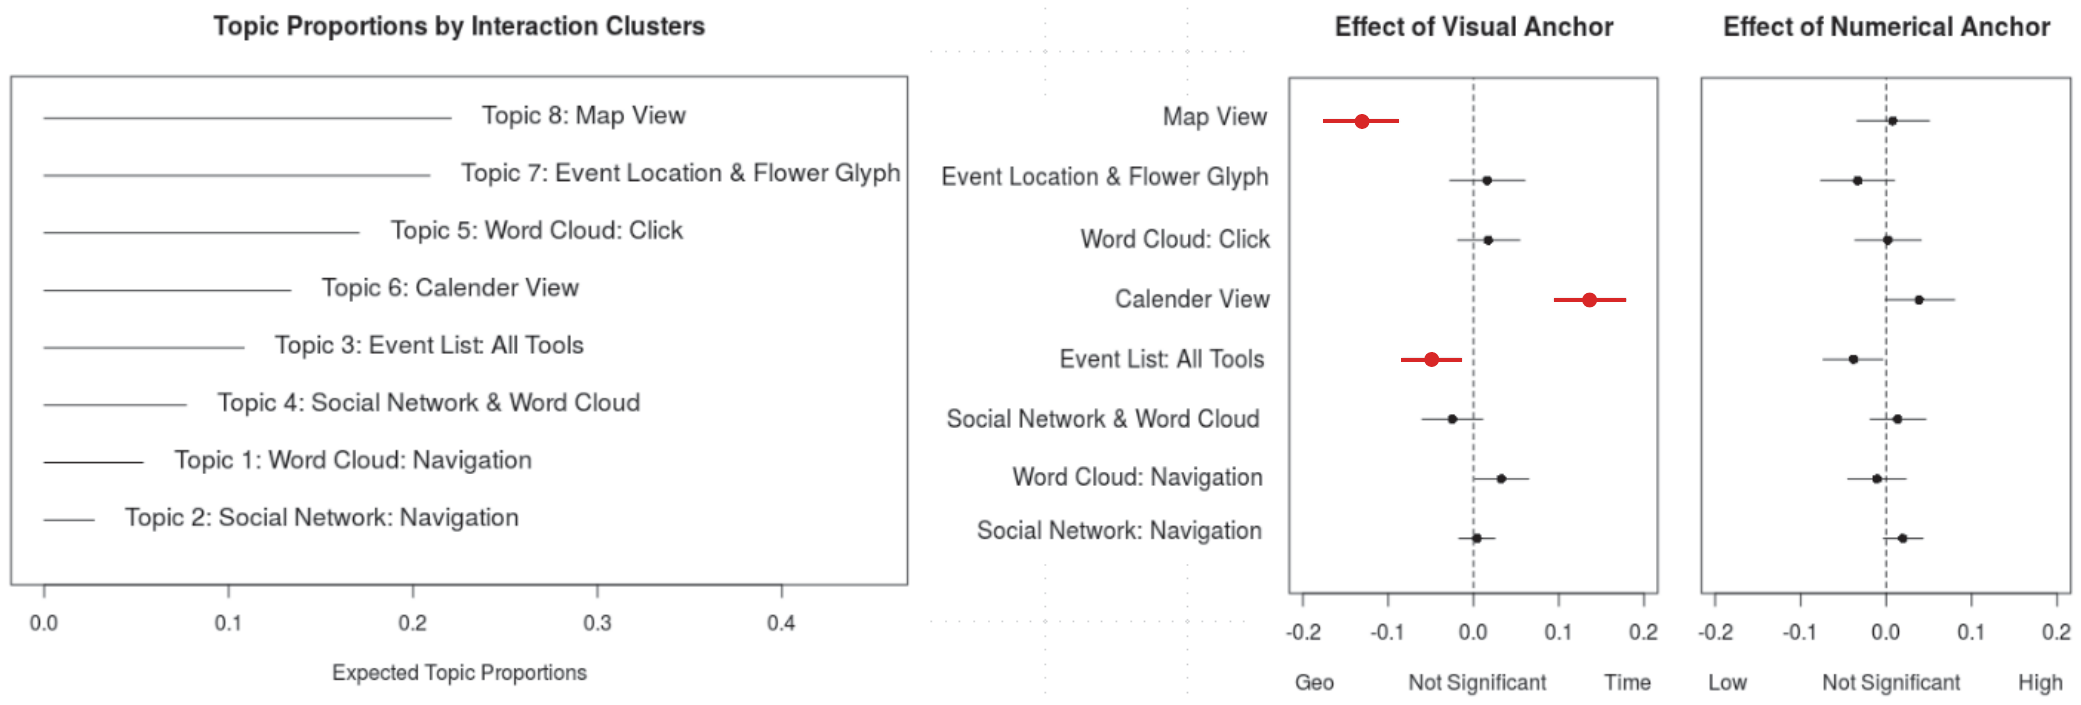 Topic Proportions by Interaction Clusters
Topic 8: Map View
Topic 7: Event Location & Flower Glyph
Topic 5: Word Cloud: Click
Topic 6: Calender View
Topic 3: Event List: All Tools
Topic 4: Social Network & Word Cloud
Topic 1: Word Cloud: Navigation
Topic 2: Social Network: Navigation
0.0 0.1 0.2 0.3 0.4
Expected Topic Proportions
Effect of Visual Anchor
Map View
Event Location & Flower Glyph
Word Cloud: Click
Calender View
Event List: All Tools
Social Network & Word Cloud
Word Cloud: Navigation
Social Network: Navigation
-0.2 -0.1 0.0 0.1 0.2
Geo Not Significant Time
Effect of Numerical Anchor
-0.2 -0.1 0.0 0.1 0.2
Low Not Significant High